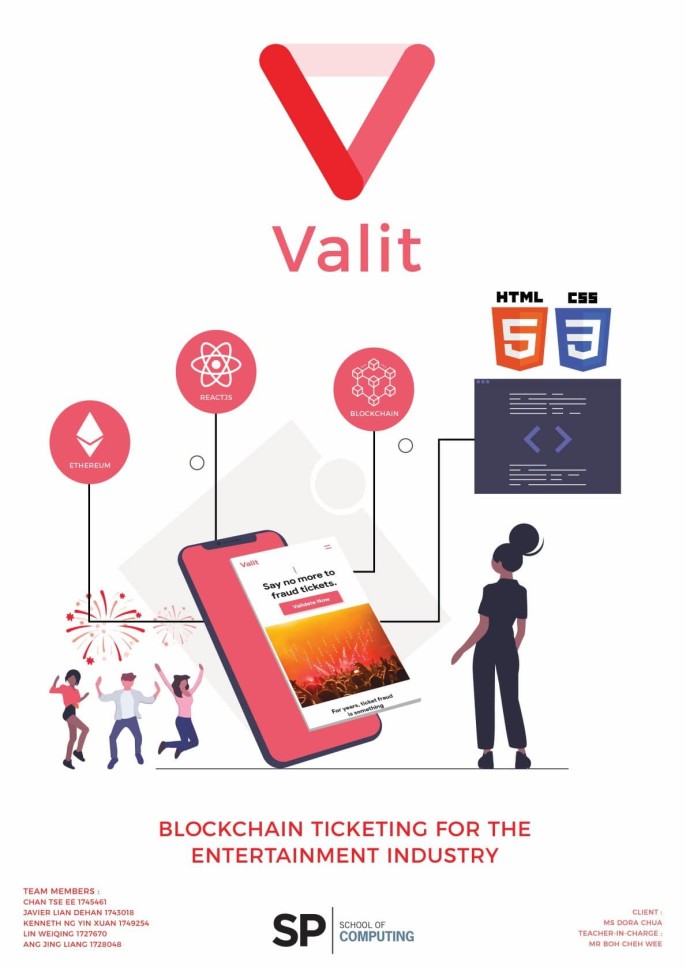 Valit
HTML
CSS
5
3
REACTJS
BLOCKCHAIN
ETHEREUM
Valit
Say no more to
fraud tickets.
Validate Now
For years, ticket fraud
is something
BLOCKCHAIN TICKETING FOR THE
ENTERTAINMENT INDUSTRY
TEAM MEMBERS :
CHAN TSE EE 1745461
JAVIER LIAN DEHAN 1743018
KENNETH NG YIN XUAN 1749254
LIN WEIQING 1727670
ANG JING LIANG 1728048
SP
SCHOOL OF
COMPUTING
CLIENT :
MS DORA CHUA
TEACHER-IN-CHARGE :
MR BOH CHEH WEE